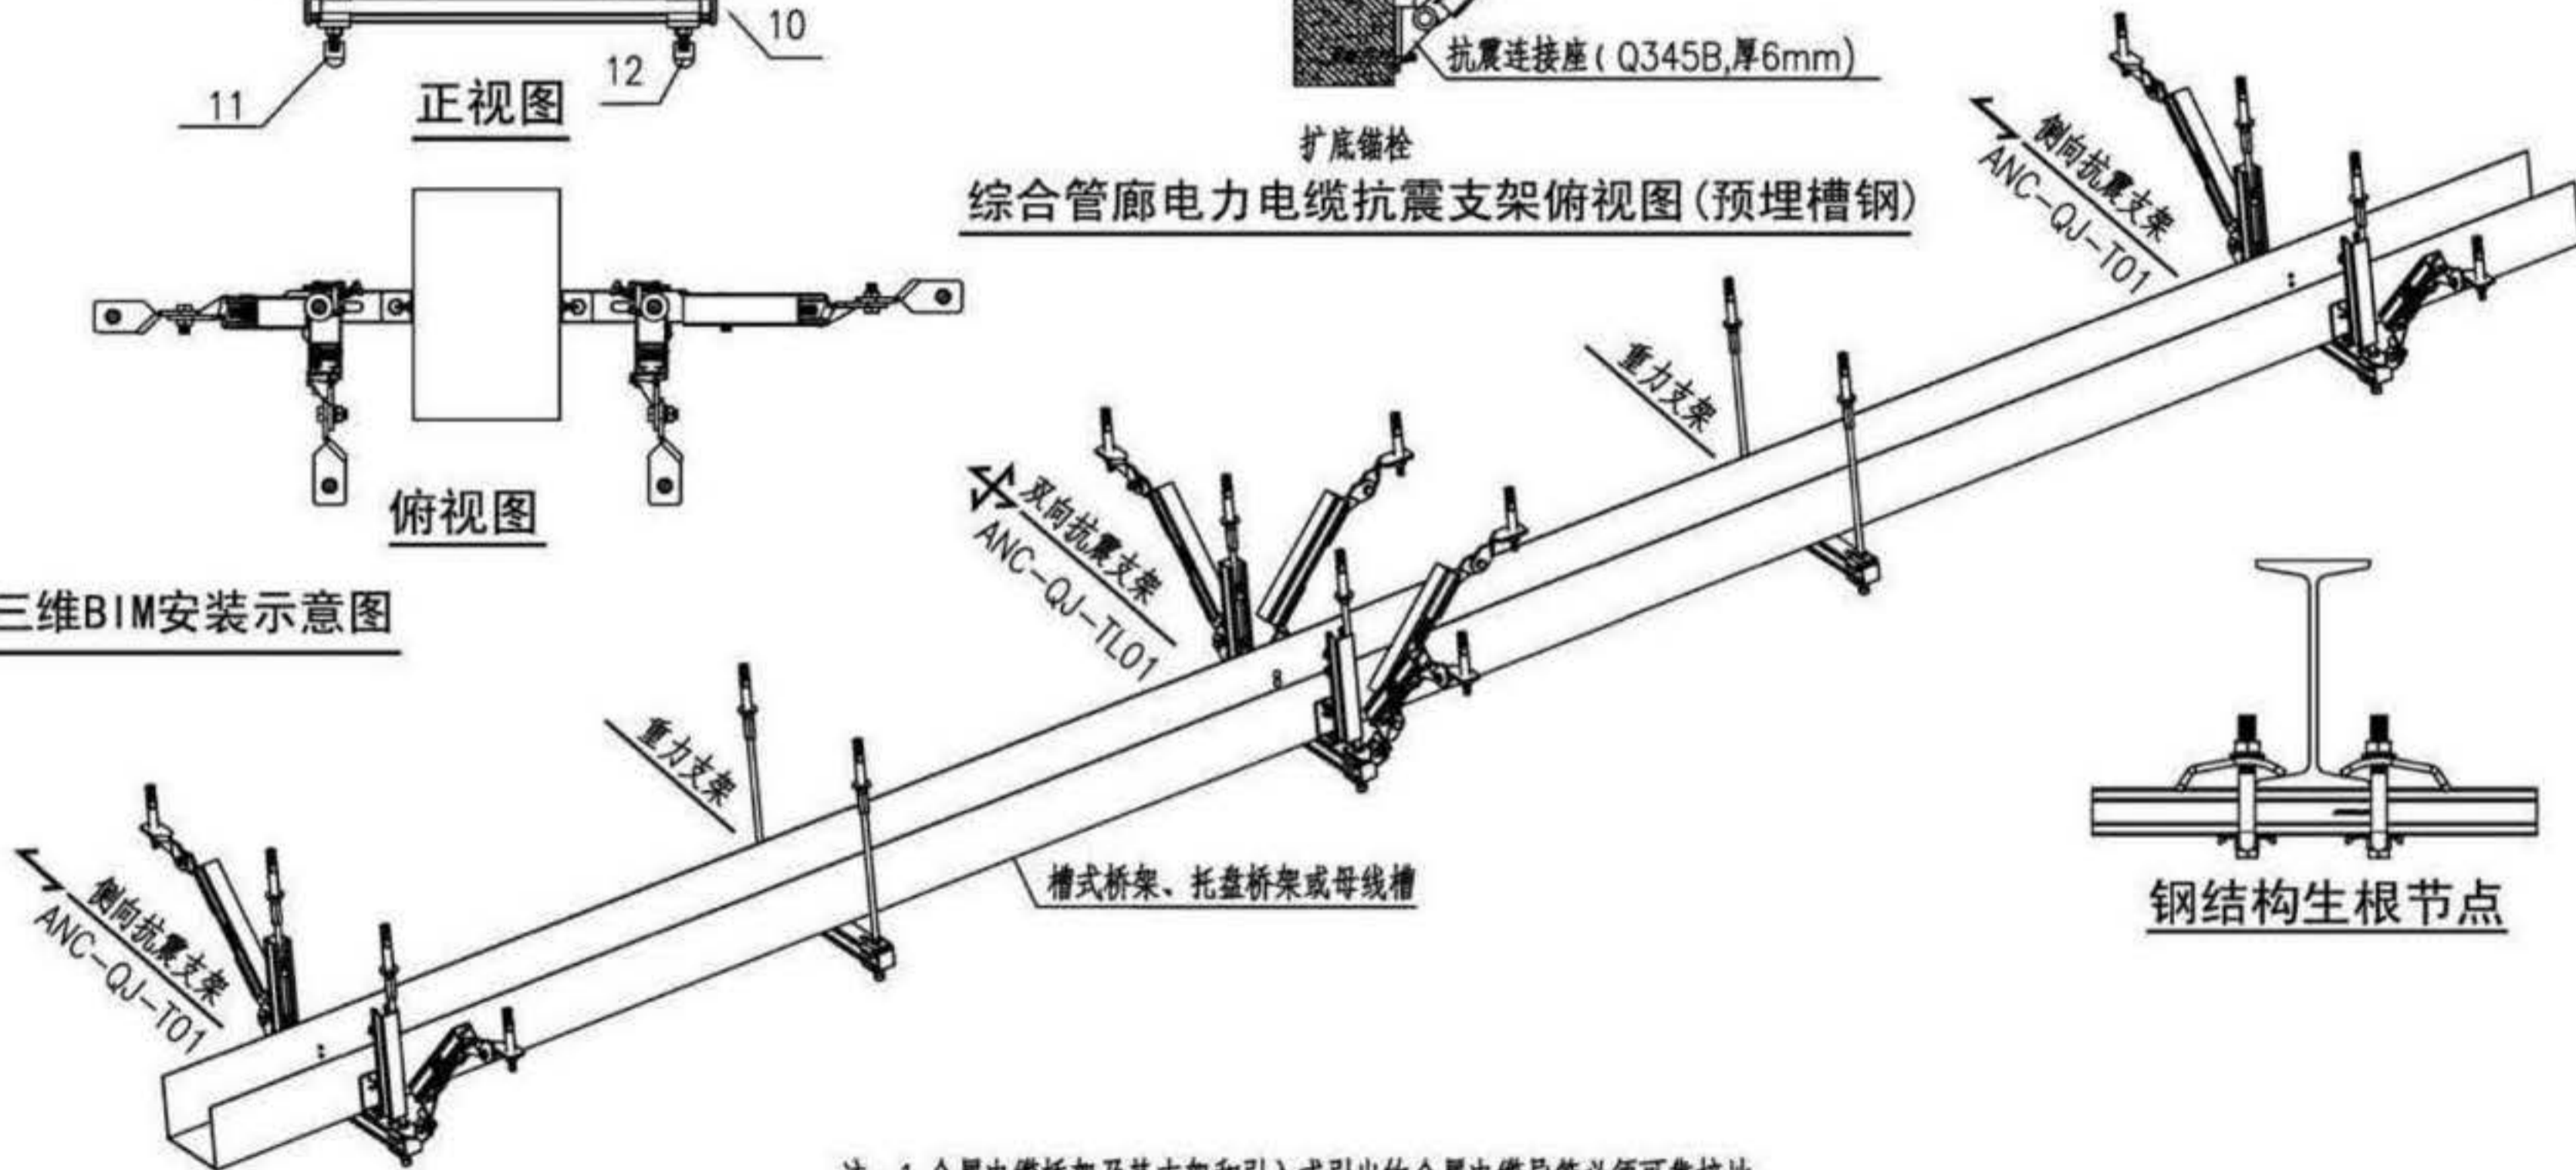 10
11
12
正视图
抗震连接座(Q345B,厚6mm)
扩底锚栓
综合管廊电力电缆抗震支架俯视图(预埋槽钢)
侧向抗震支架
ANC-QJ-T01
俯视图
重力支架
双向抗震支架
ANC-QJ-TL01
三维BIM安装示意图
重力支架
侧向抗震支架
ANC-QJ-T01
槽式桥架、托盘桥架或母线槽
钢结构生根节点